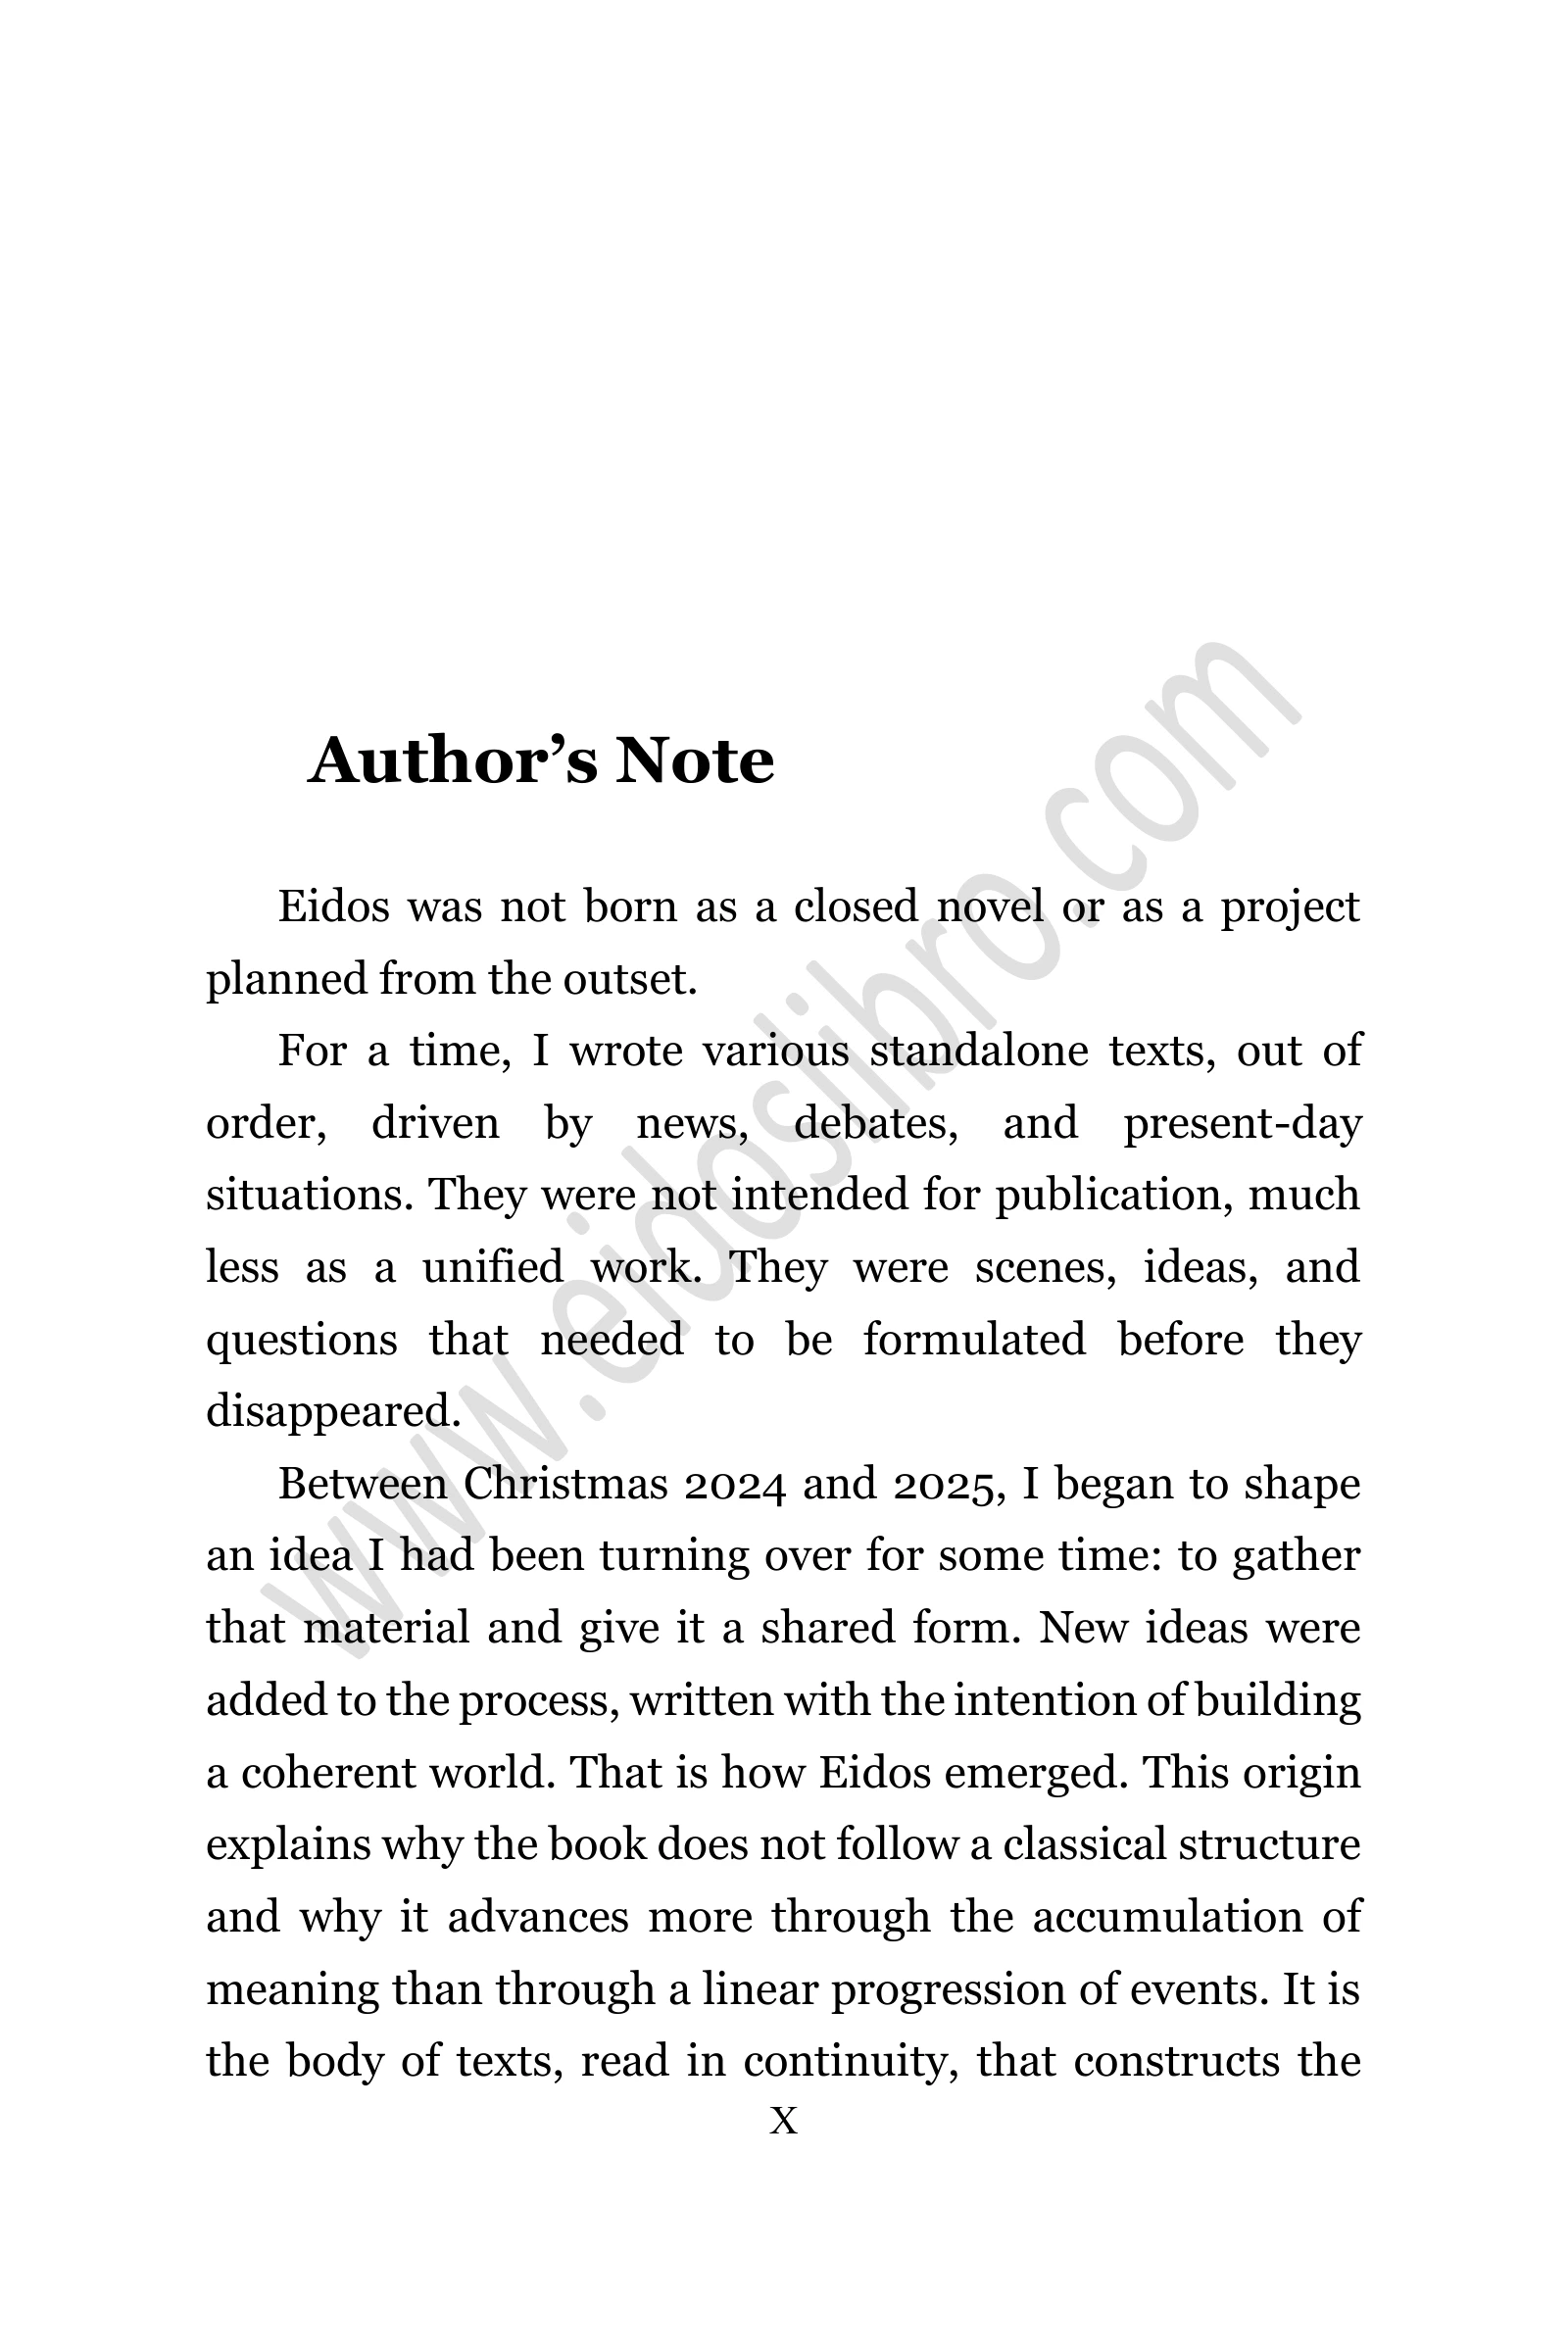 Author’s Note
Eidos was not born as a closed novel or as a project
planned from the outset.
For a time, I wrote various standalone texts, out of
order, driven by news, debates, and present-day
situations. They were not intended for publication, much
less as a unified work. They were scenes, ideas, and
questions that needed to be formulated before they
disappeared.
Between Christmas 2024 and 2025, I began to shape
an idea I had been turning over for some time: to gather
that material and give it a shared form. New ideas were
added to the process, written with the intention of building
a coherent world. That is how Eidos emerged. This origin
explains why the book does not follow a classical structure
and why it advances more through the accumulation of
meaning than through a linear progression of events. It is
the body of texts, read in continuity, that constructs the
X
www.eidoslibro.com